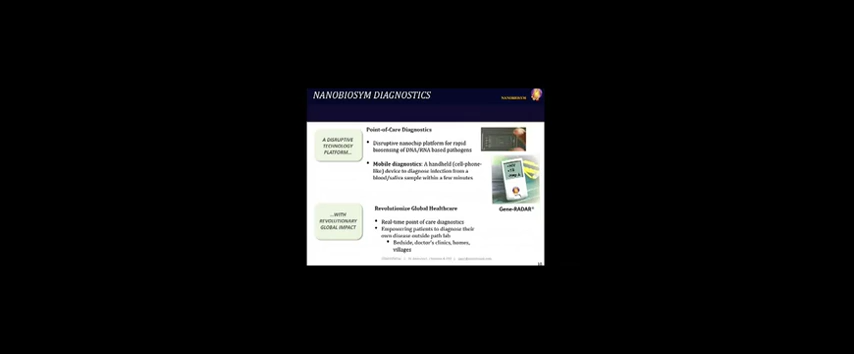 NANOBIOSYM DIAGNOSTICS
NANOBIOSYM
A DISRUPTIVE
TECHNOLOGY
PLATFORM...
Point-of-Care Diagnostics
• Disruptive nanochip platform for rapid
biosensing of DNA/RNA based pathogens
• Mobile diagnostics: A handheld (cell-phone-
like) device to diagnose infection from a
blood/saliva sample within a few minutes
Gene-RADAR®
...WITH
REVOLUTIONARY
GLOBAL IMPACT
Revolutionize Global Healthcare
• Real-time point of care diagnostics
• Empowering patients to diagnose their
own disease outside path lab
• Bedside, doctor's clinics, homes,
villages